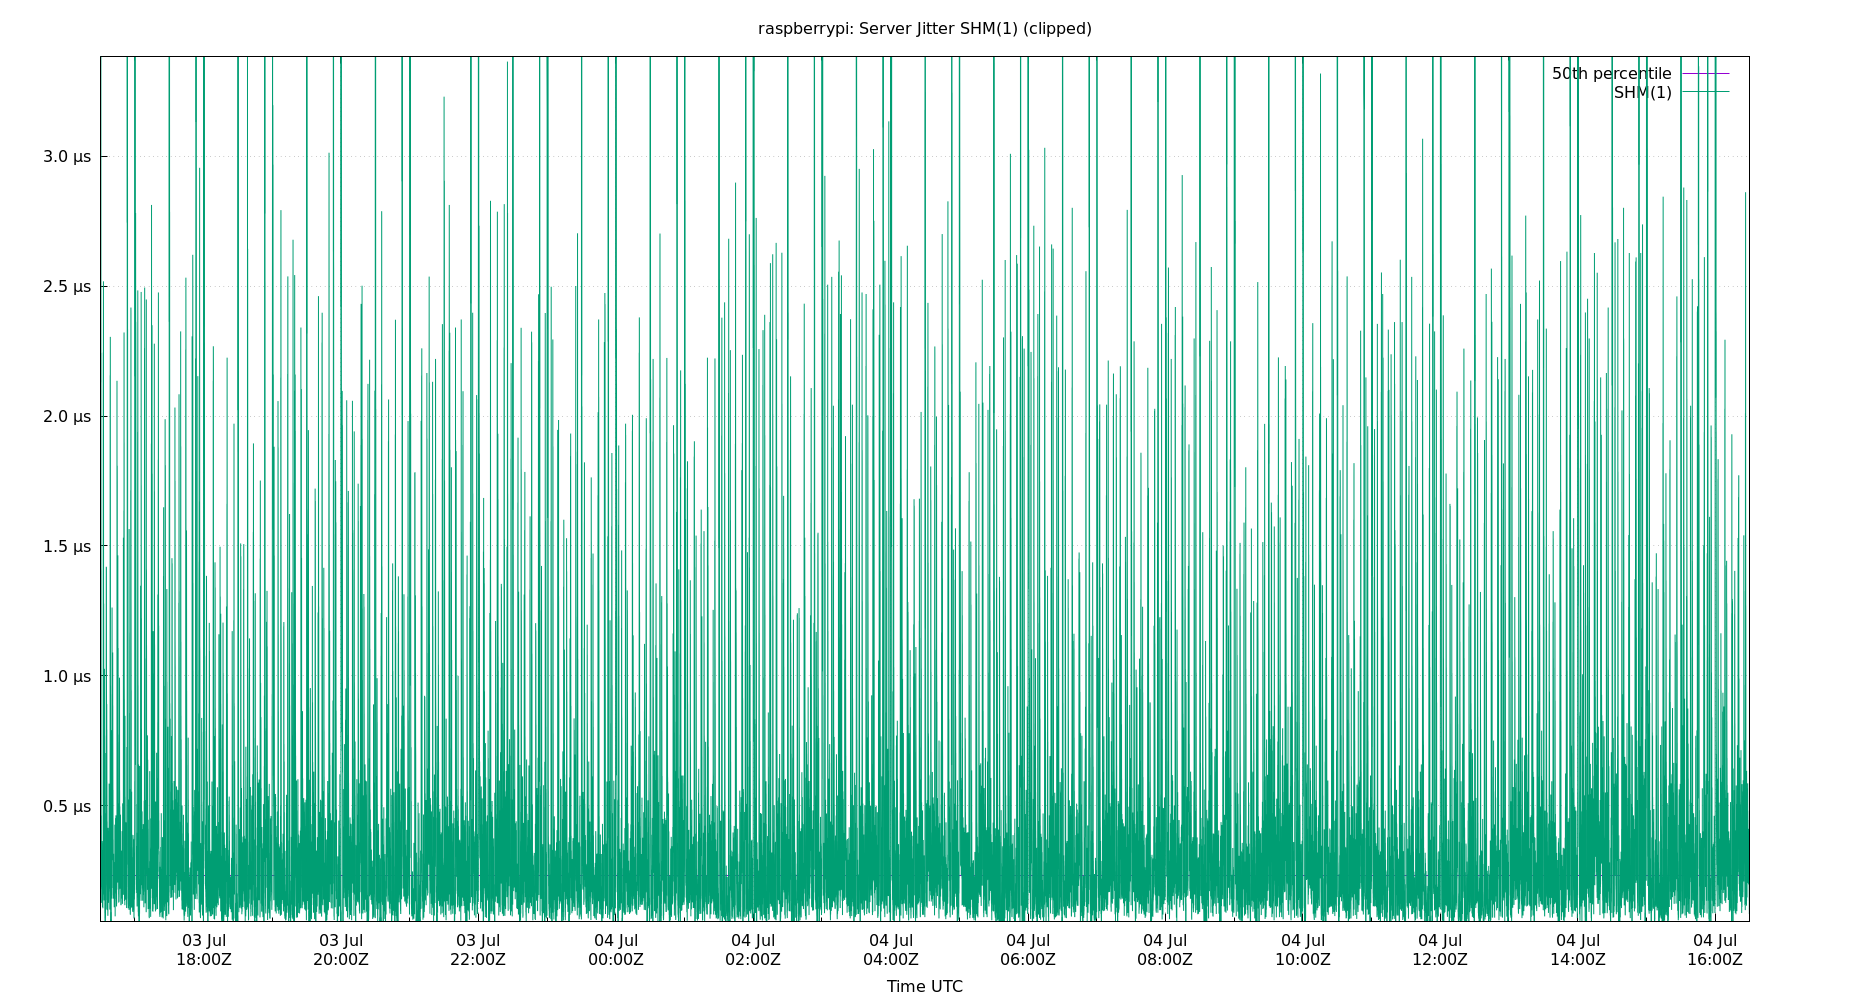 raspberrypi: Server Jitter SHM(1) (clipped)
50th percentile
SHM(1)
3.0 µs
2.5 µs
2.0 µs
1.5 µs
1.0 µs
0.5 µs
03 Jul 03 Jul 03 Jul 04 Jul 04 Jul 04 Jul 04 Jul 04 Jul 04 Jul 04 Jul 04 Jul 04 Jul
18:00Z 20:00Z 22:00Z 00:00Z 02:00Z 04:00Z 06:00Z 08:00Z 10:00Z 12:00Z 14:00Z 16:00Z
Time UTC